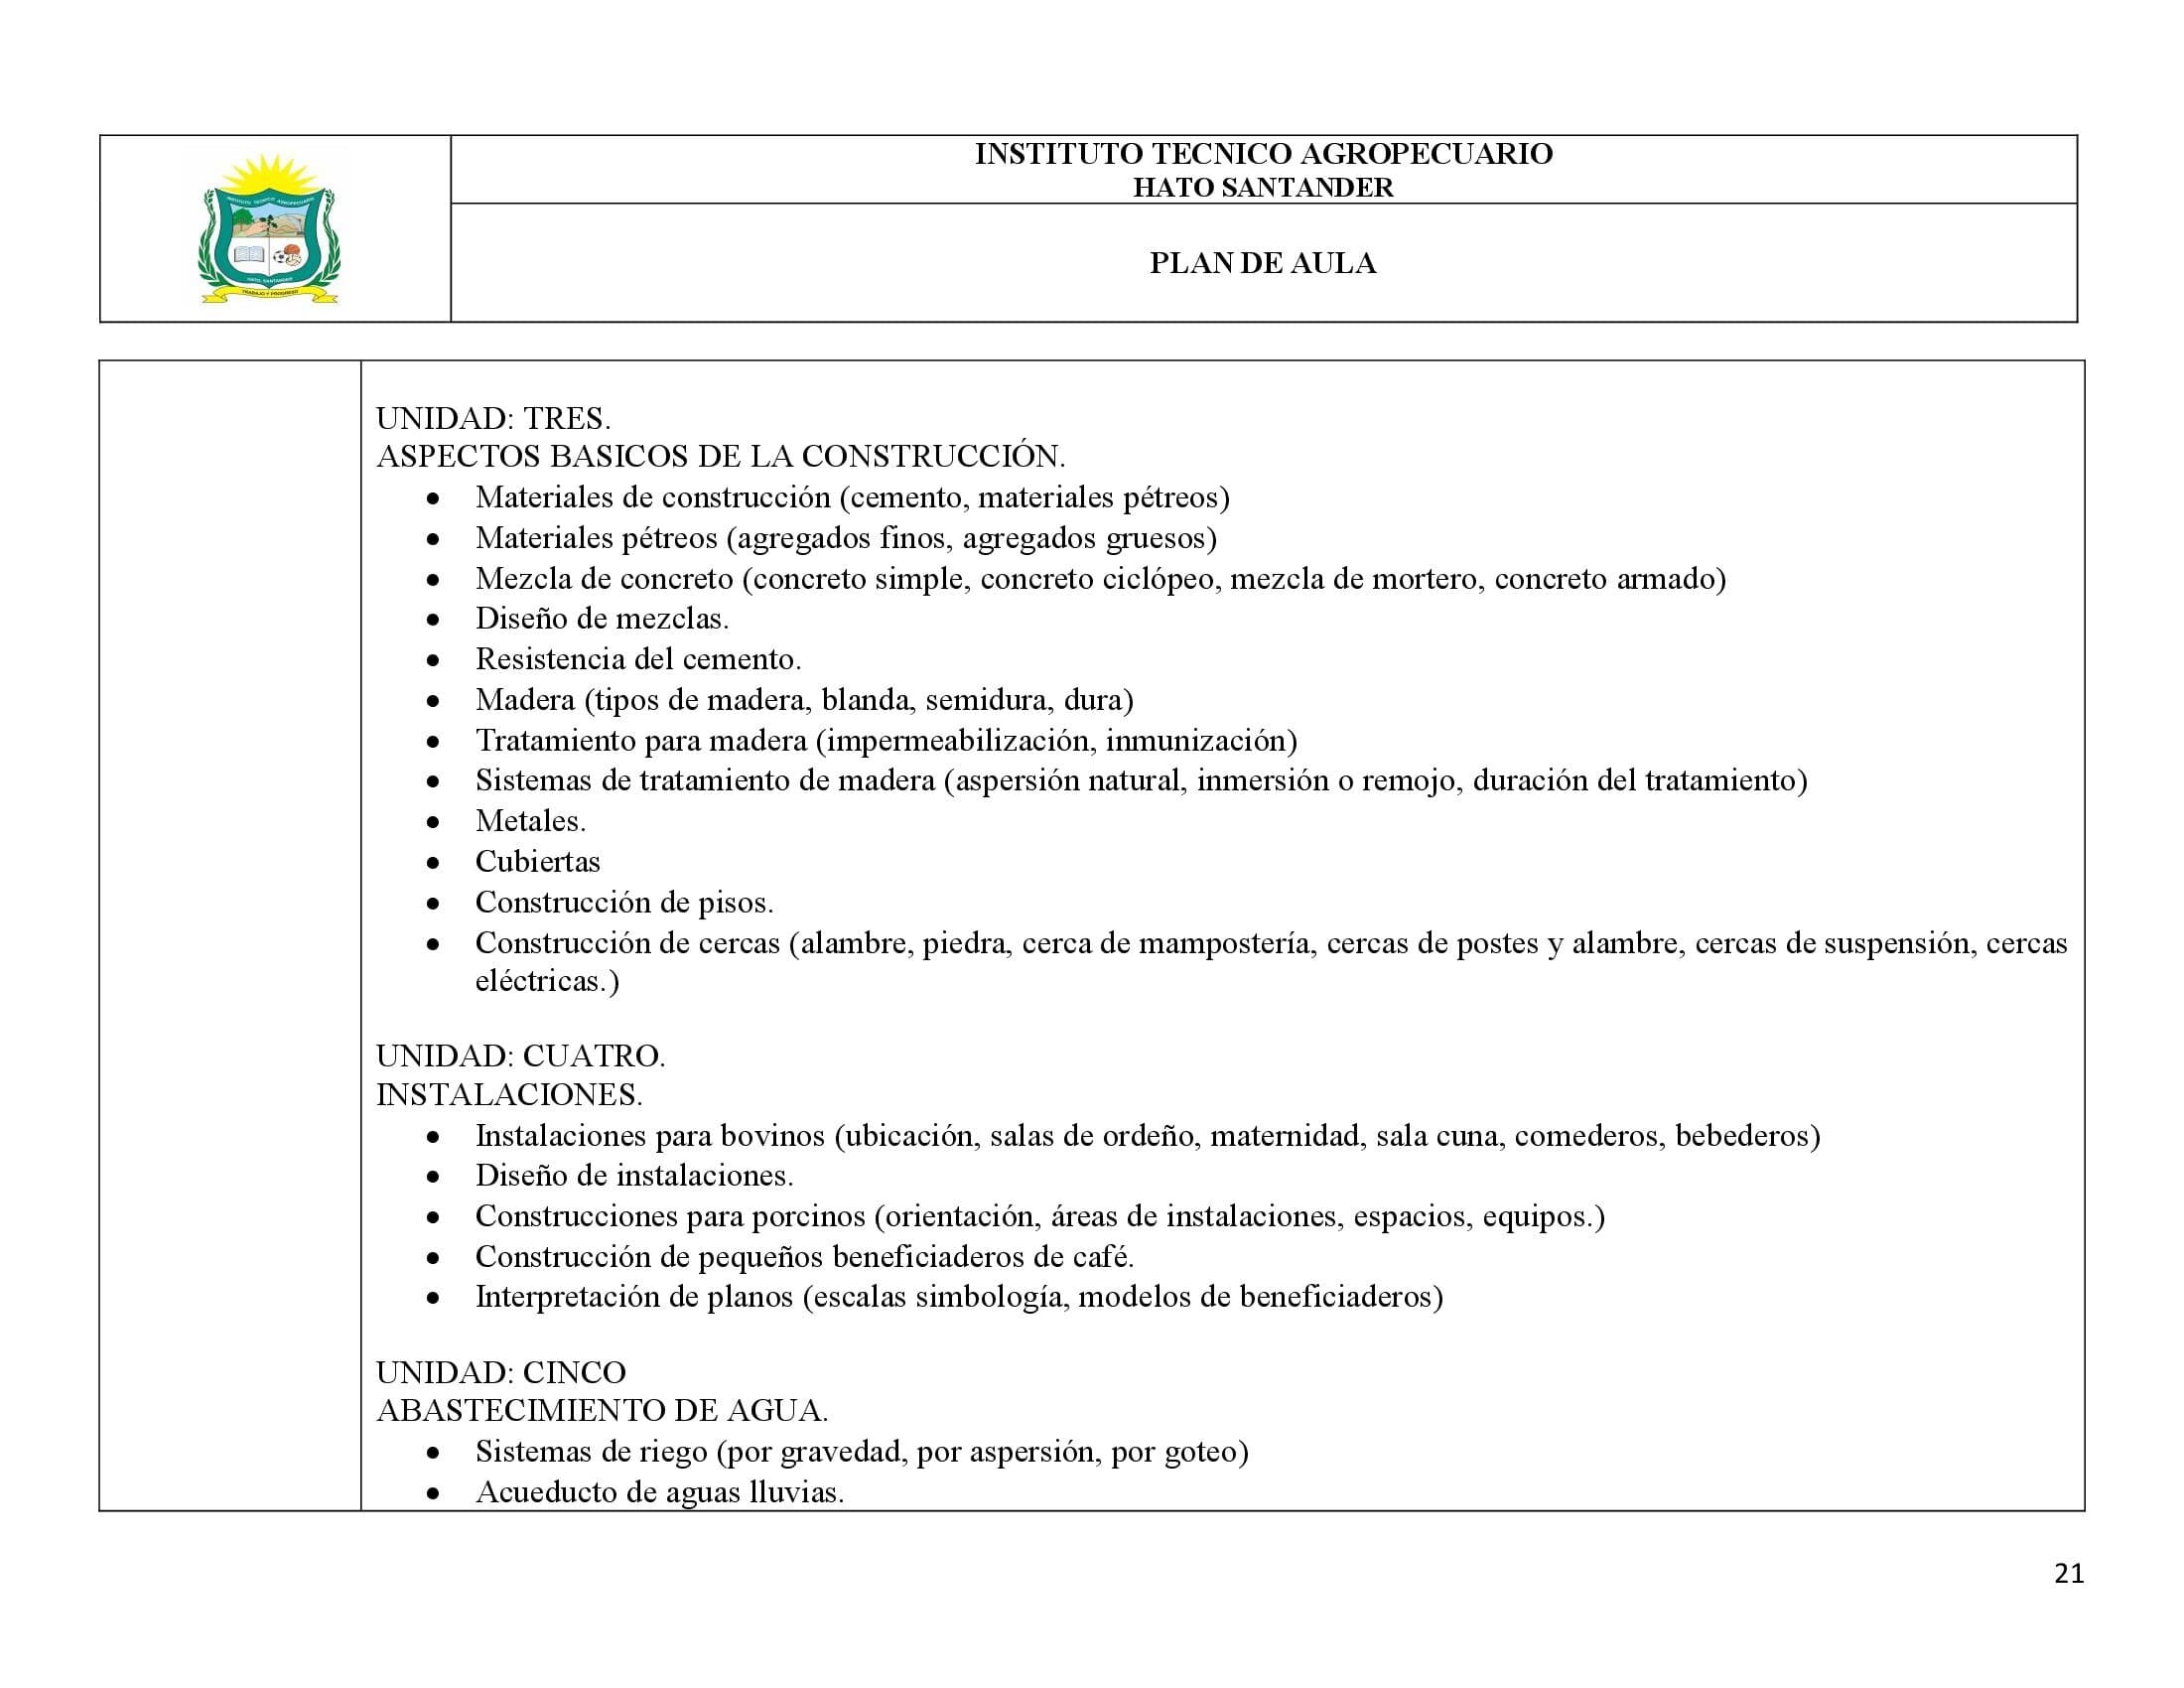 INSTITUTO TECNICO AGROPECUARIO
HATO SANTANDER
INSTITUTO TECNICO AGROPECUARIO
HATO SANTANDER
TRABAJO Y PROGRESO
PLAN DE AULA
UNIDAD: TRES.
ASPECTOS BASICOS DE LA CONSTRUCCIÓN.
• Materiales de construcción (cemento, materiales pétreos)
• Materiales pétreos (agregados finos, agregados gruesos)
• Mezcla de concreto (concreto simple, concreto ciclópeo, mezcla de mortero, concreto armado)
• Diseño de mezclas.
• Resistencia del cemento.
• Madera (tipos de madera, blanda, semidura, dura)
• Tratamiento para madera (impermeabilización, inmunización)
• Sistemas de tratamiento de madera (aspersión natural, inmersión o remojo, duración del tratamiento)
• Metales.
• Cubiertas
• Construcción de pisos.
• Construcción de cercas (alambre, piedra, cerca de mampostería, cercas de postes y alambre, cercas de suspensión, cercas
eléctricas.)
UNIDAD: CUATRO.
INSTALACIONES.
• Instalaciones para bovinos (ubicación, salas de ordeño, maternidad, sala cuna, comederos, bebederos)
• Diseño de instalaciones.
• Construcciones para porcinos (orientación, áreas de instalaciones, espacios, equipos.)
• Construcción de pequeños beneficiaderos de café.
• Interpretación de planos (escalas simbología, modelos de beneficiaderos)
UNIDAD: CINCO
ABASTECIMIENTO DE AGUA.
• Sistemas de riego (por gravedad, por aspersión, por goteo)
• Acueducto de aguas lluvias.
21